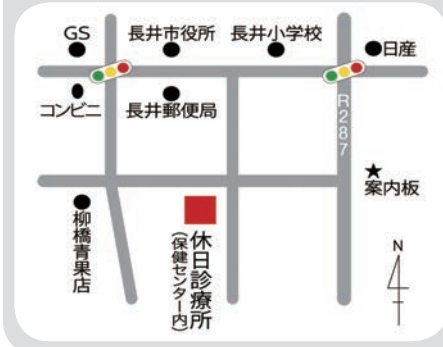 GS
長井市役所
長井小学校
日産
コンビニ
長井郵便局
R287
案内板
柳橋青果店
休日診療所
(保健センター内)
N